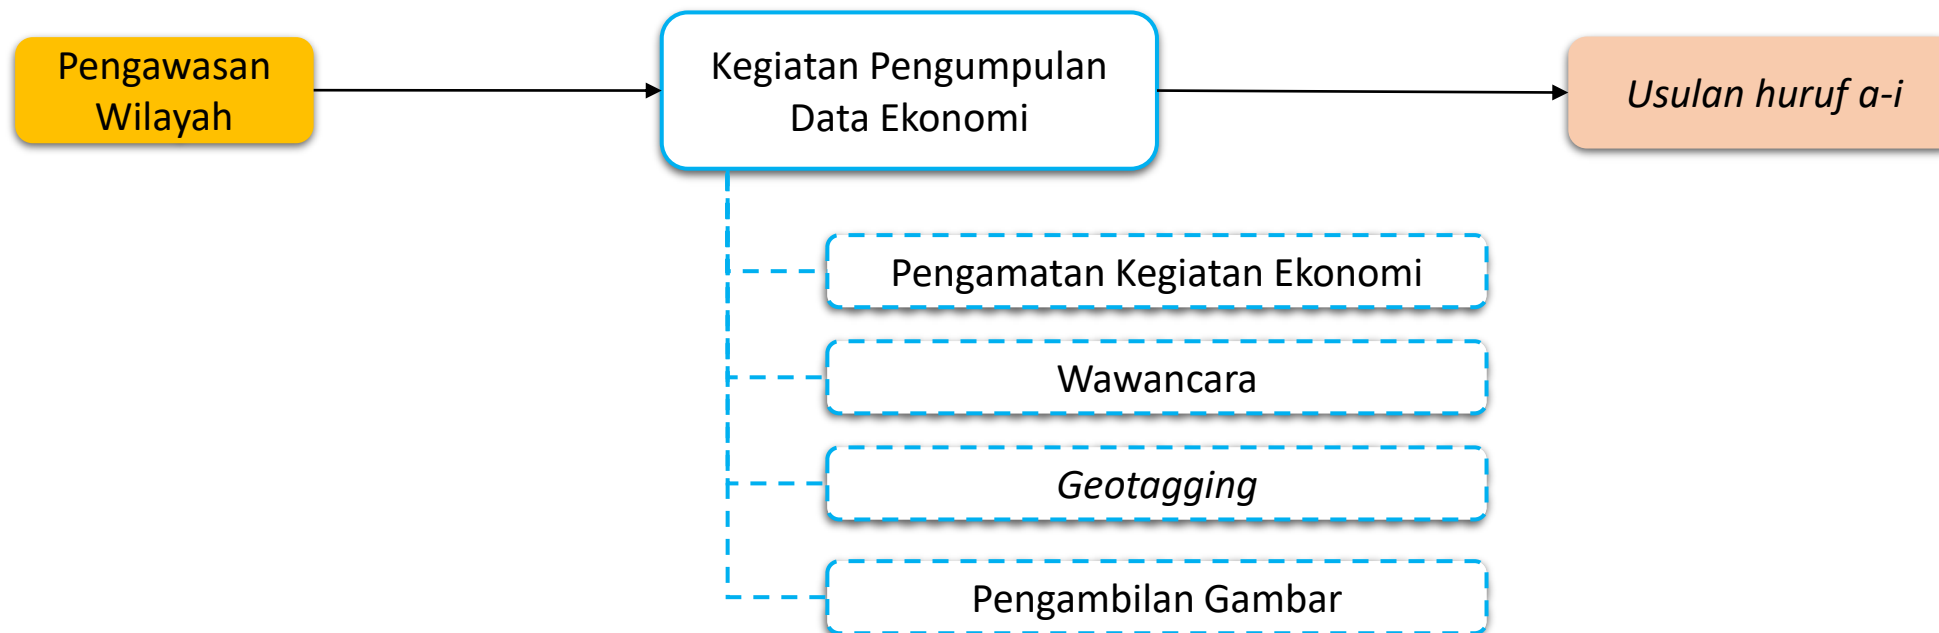 Pengawasan
Wilayah
Kegiatan Pengumpulan
Data Ekonomi
Usulan huruf a-i
Pengamatan Kegiatan Ekonomi
Wawancara
Geotagging
Pengambilan Gambar